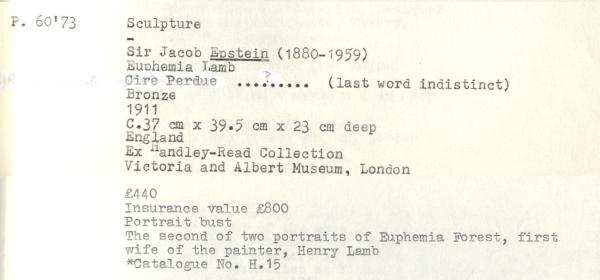 P. 60'73 Sculpture
-
Sir Jacob Epstein (1880-1959)
Euphemia Lamb
Cire Perdue ....?..... (last word indistinct)
Bronze
1911
C.37 cm x 39.5 cm x 23 cm deep
England
Ex Handley-Read Collection
Victoria and Albert Museum, London
£440
Insurance value £800
Portrait bust
The second of two portraits of Euphemia Forest, first
wife of the painter, Henry Lamb
*Catalogue No. H.15